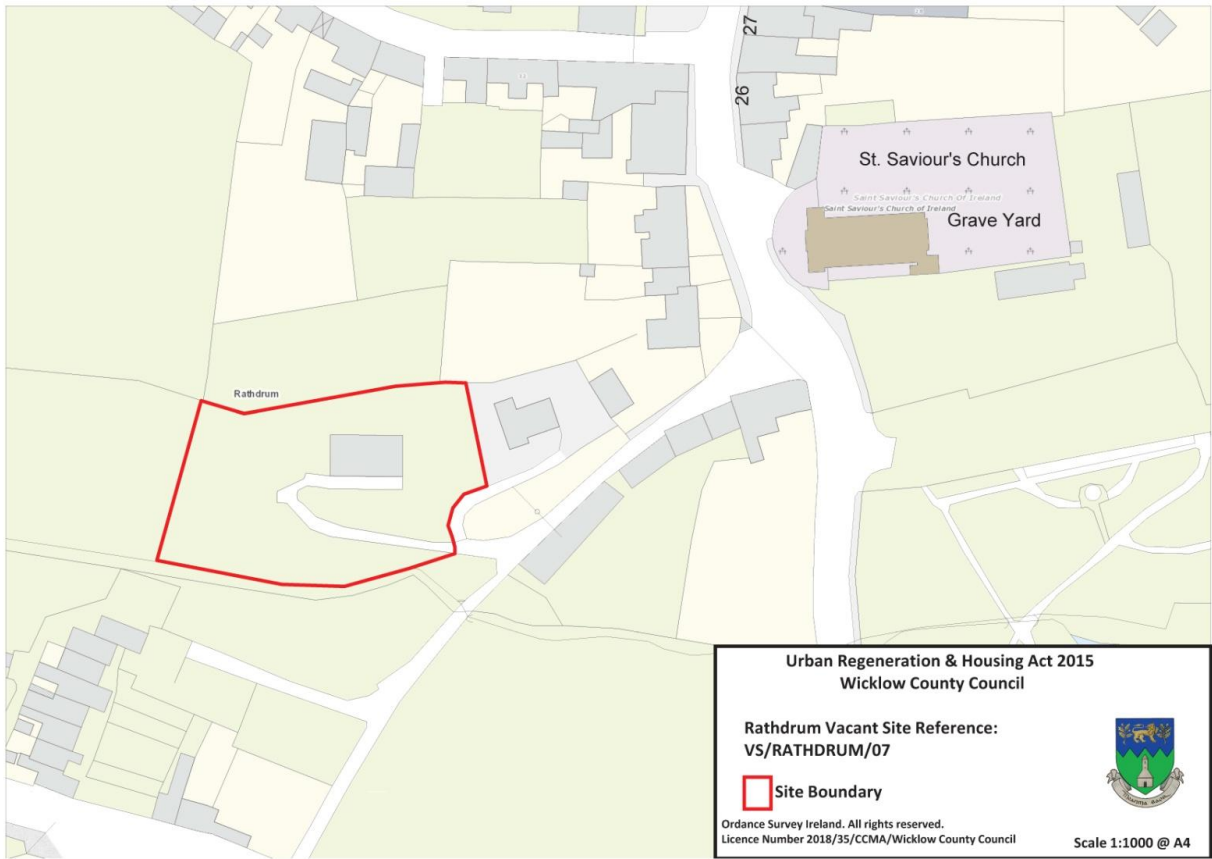 27
26
St. Saviour's Church
Saint Saviour's Church Of Ireland
Saint Saviour's Church of Ireland
Grave Yard
Rathdrum
Urban Regeneration & Housing Act 2015
Wicklow County Council
Rathdrum Vacant Site Reference:
VS/RATHDRUM/07
Site Boundary
Ordance Survey Ireland. All rights reserved.
Licence Number 2018/35/CCMA/Wicklow County Council
Scale 1:1000 @ A4